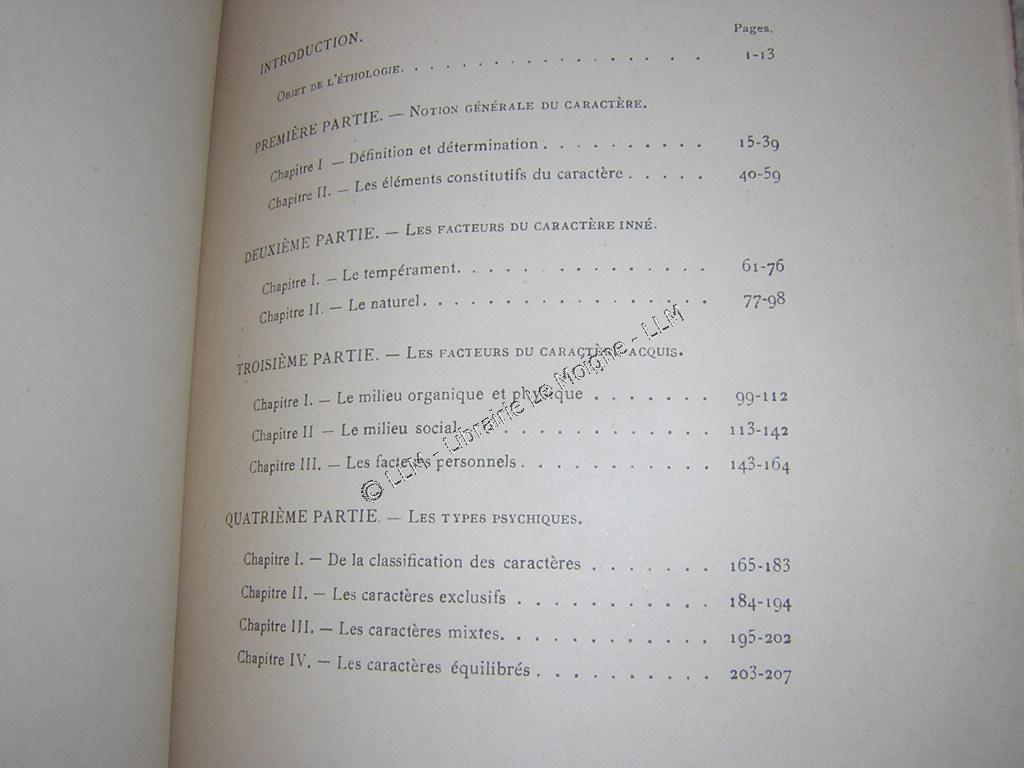 Pages.
INTRODUCTION.
OBJET DE L'ÉTHOLOGIE. . . . . . . . . . . . . . . . . . 1-13
PREMIÈRE PARTIE. — NOTION GÉNÉRALE DU CARACTÈRE.
Chapitre I — Définition et détermination . . . . . . . . . . 15-39
Chapitre II. — Les éléments constitutifs du caractère . . . . . 40-59
DEUXIÈME PARTIE. — LES FACTEURS DU CARACTÈRE INNÉ.
Chapitre I. — Le tempérament. . . . . . . . . . . . . . . 61-76
Chapitre II. — Le naturel . . . . . . . . . . . . . . . . . 77-98
TROISIÈME PARTIE. — LES FACTEURS DU CARACTÈRE ACQUIS.
Chapitre I. — Le milieu organique et physique . . . . . . . 99-112
Chapitre II — Le milieu social. . . . . . . . . . . . . . 113-142
Chapitre III. — Les facteurs personnels . . . . . . . . . . . 143-164
QUATRIÈME PARTIE. — LES TYPES PSYCHIQUES.
Chapitre I. — De la classification des caractères . . . . . . . 165-183
Chapitre II. — Les caractères exclusifs . . . . . . . . . . . 184-194
Chapitre III. — Les caractères mixtes. . . . . . . . . . . . 195-202
Chapitre IV. — Les caractères équilibrés . . . . . . . . . . 203-207
© LLM - Librairie Le Moigne - LLM